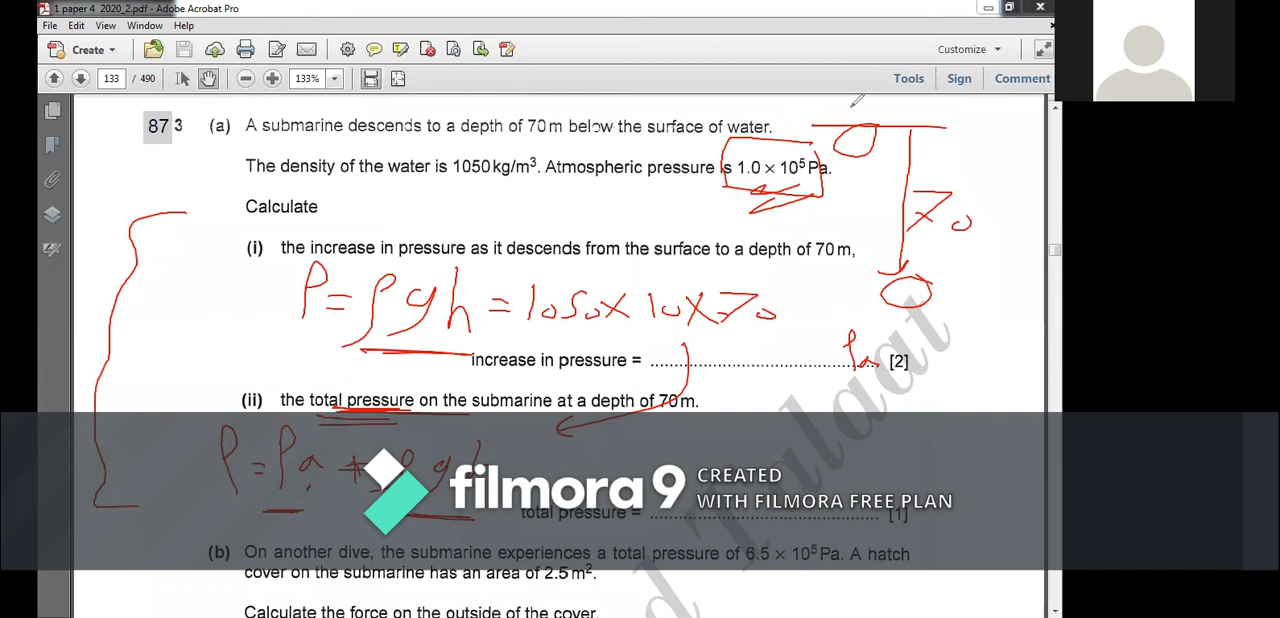 1 paper 4 2020_2.pdf - Adobe Acrobat Pro
File Edit View Window Help
Create Customize
133 / 490 133% Tools Sign Comment
87 3 (a) A submarine descends to a depth of 70 m below the surface of water.
The density of the water is 1050 kg/m³. Atmospheric pressure is 1.0 × 10⁵ Pa.
70
Calculate
(i) the increase in pressure as it descends from the surface to a depth of 70 m,
P = ρgh = 1050 × 10 × 70
increase in pressure = .................................................. Pa [2]
(ii) the total pressure on the submarine at a depth of 70 m.
P = Pa + ρgh
filmora 9 CREATED
WITH FILMORA FREE PLAN
total pressure = .................................................. [1]
(b) On another dive, the submarine experiences a total pressure of 6.5 × 10⁵ Pa. A hatch
cover on the submarine has an area of 2.5 m².
Calculate the force on the outside of the cover.